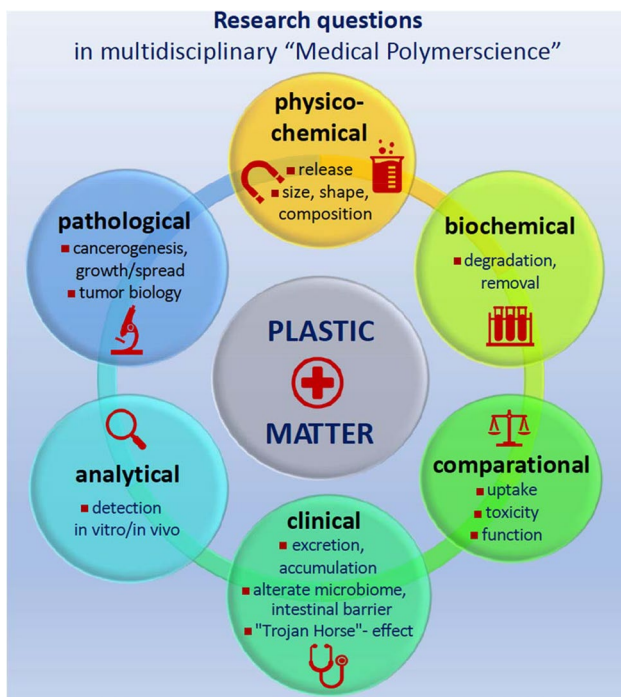 Research questions
in multidisciplinary “Medical Polymerscience”
physico-
chemical
■ release
■ size, shape,
composition
biochemical
■ degradation,
removal
comparational
■ uptake
■ toxicity
■ function
clinical
■ excretion,
accumulation
■ alterate microbiome,
intestinal barrier
■ "Trojan Horse"- effect
analytical
■ detection
in vitro/in vivo
pathological
■ cancerogenesis,
growth/spread
■ tumor biology
PLASTIC
MATTER